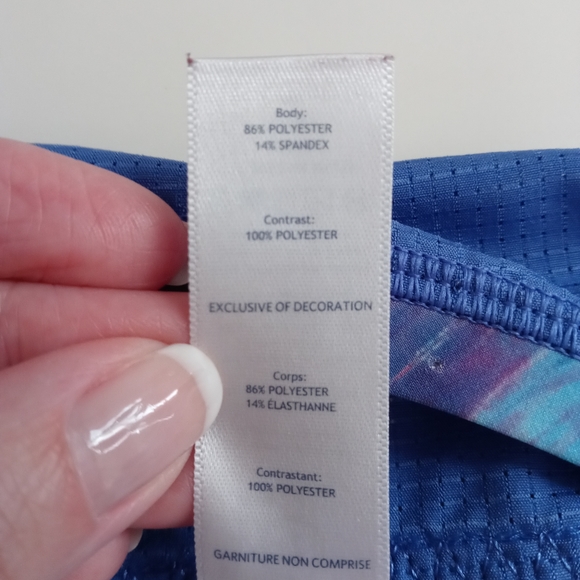 Body:
86% POLYESTER
14% SPANDEX
Contrast:
100% POLYESTER
EXCLUSIVE OF DECORATION
Corps:
86% POLYESTER
14% ÉLASTHANNE
Contrastant:
100% POLYESTER
GARNITURE NON COMPRISE